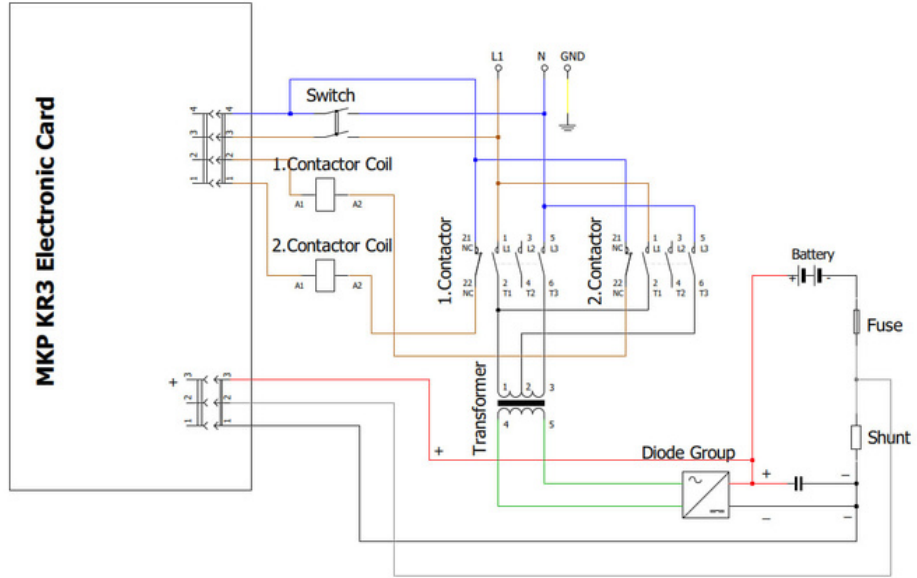 MKP KR3 Electronic Card
L1 N GND
Switch
4 4
3 3
2 2
1 1
1.Contactor Coil
A1 A2
2.Contactor Coil
A1 A2
1.Contactor
21 NC
1 L1
3 L2
5 L3
22 NC
2 T1
4 T2
6 T3
2.Contactor
21 NC
1 L1
3 L2
5 L3
22 NC
2 T1
4 T2
6 T3
Battery
+ -
Fuse
Shunt
Transformer
1 2 3
4 5
+
3 3
2 2
1 1
+
Diode Group
+ −
− −